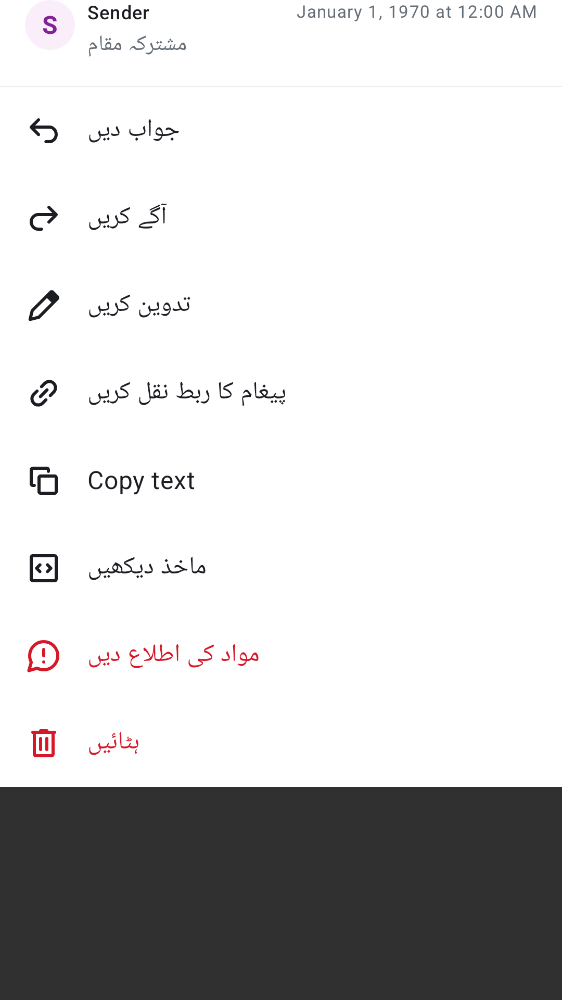 S
Sender
January 1, 1970 at 12:00 AM
مشترکہ مقام
جواب دیں
آگے کریں
تدوین کریں
پیغام کا ربط نقل کریں
Copy text
ماخذ دیکھیں
مواد کی اطلاع دیں
ہٹائیں